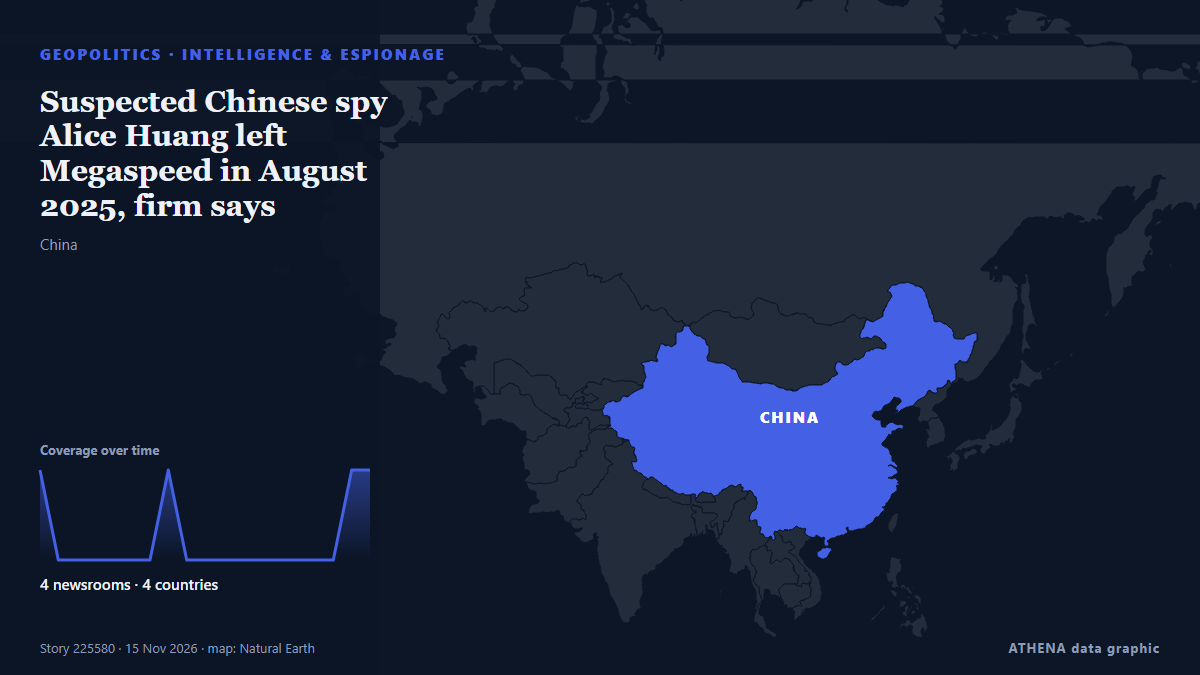 GEOPOLITICS · INTELLIGENCE & ESPIONAGE
Suspected Chinese spy
Alice Huang left
Megaspeed in August
2025, firm says
China
CHINA
Coverage over time
4 newsrooms · 4 countries
Story 225580 · 15 Nov 2026 · map: Natural Earth
ATHENA data graphic